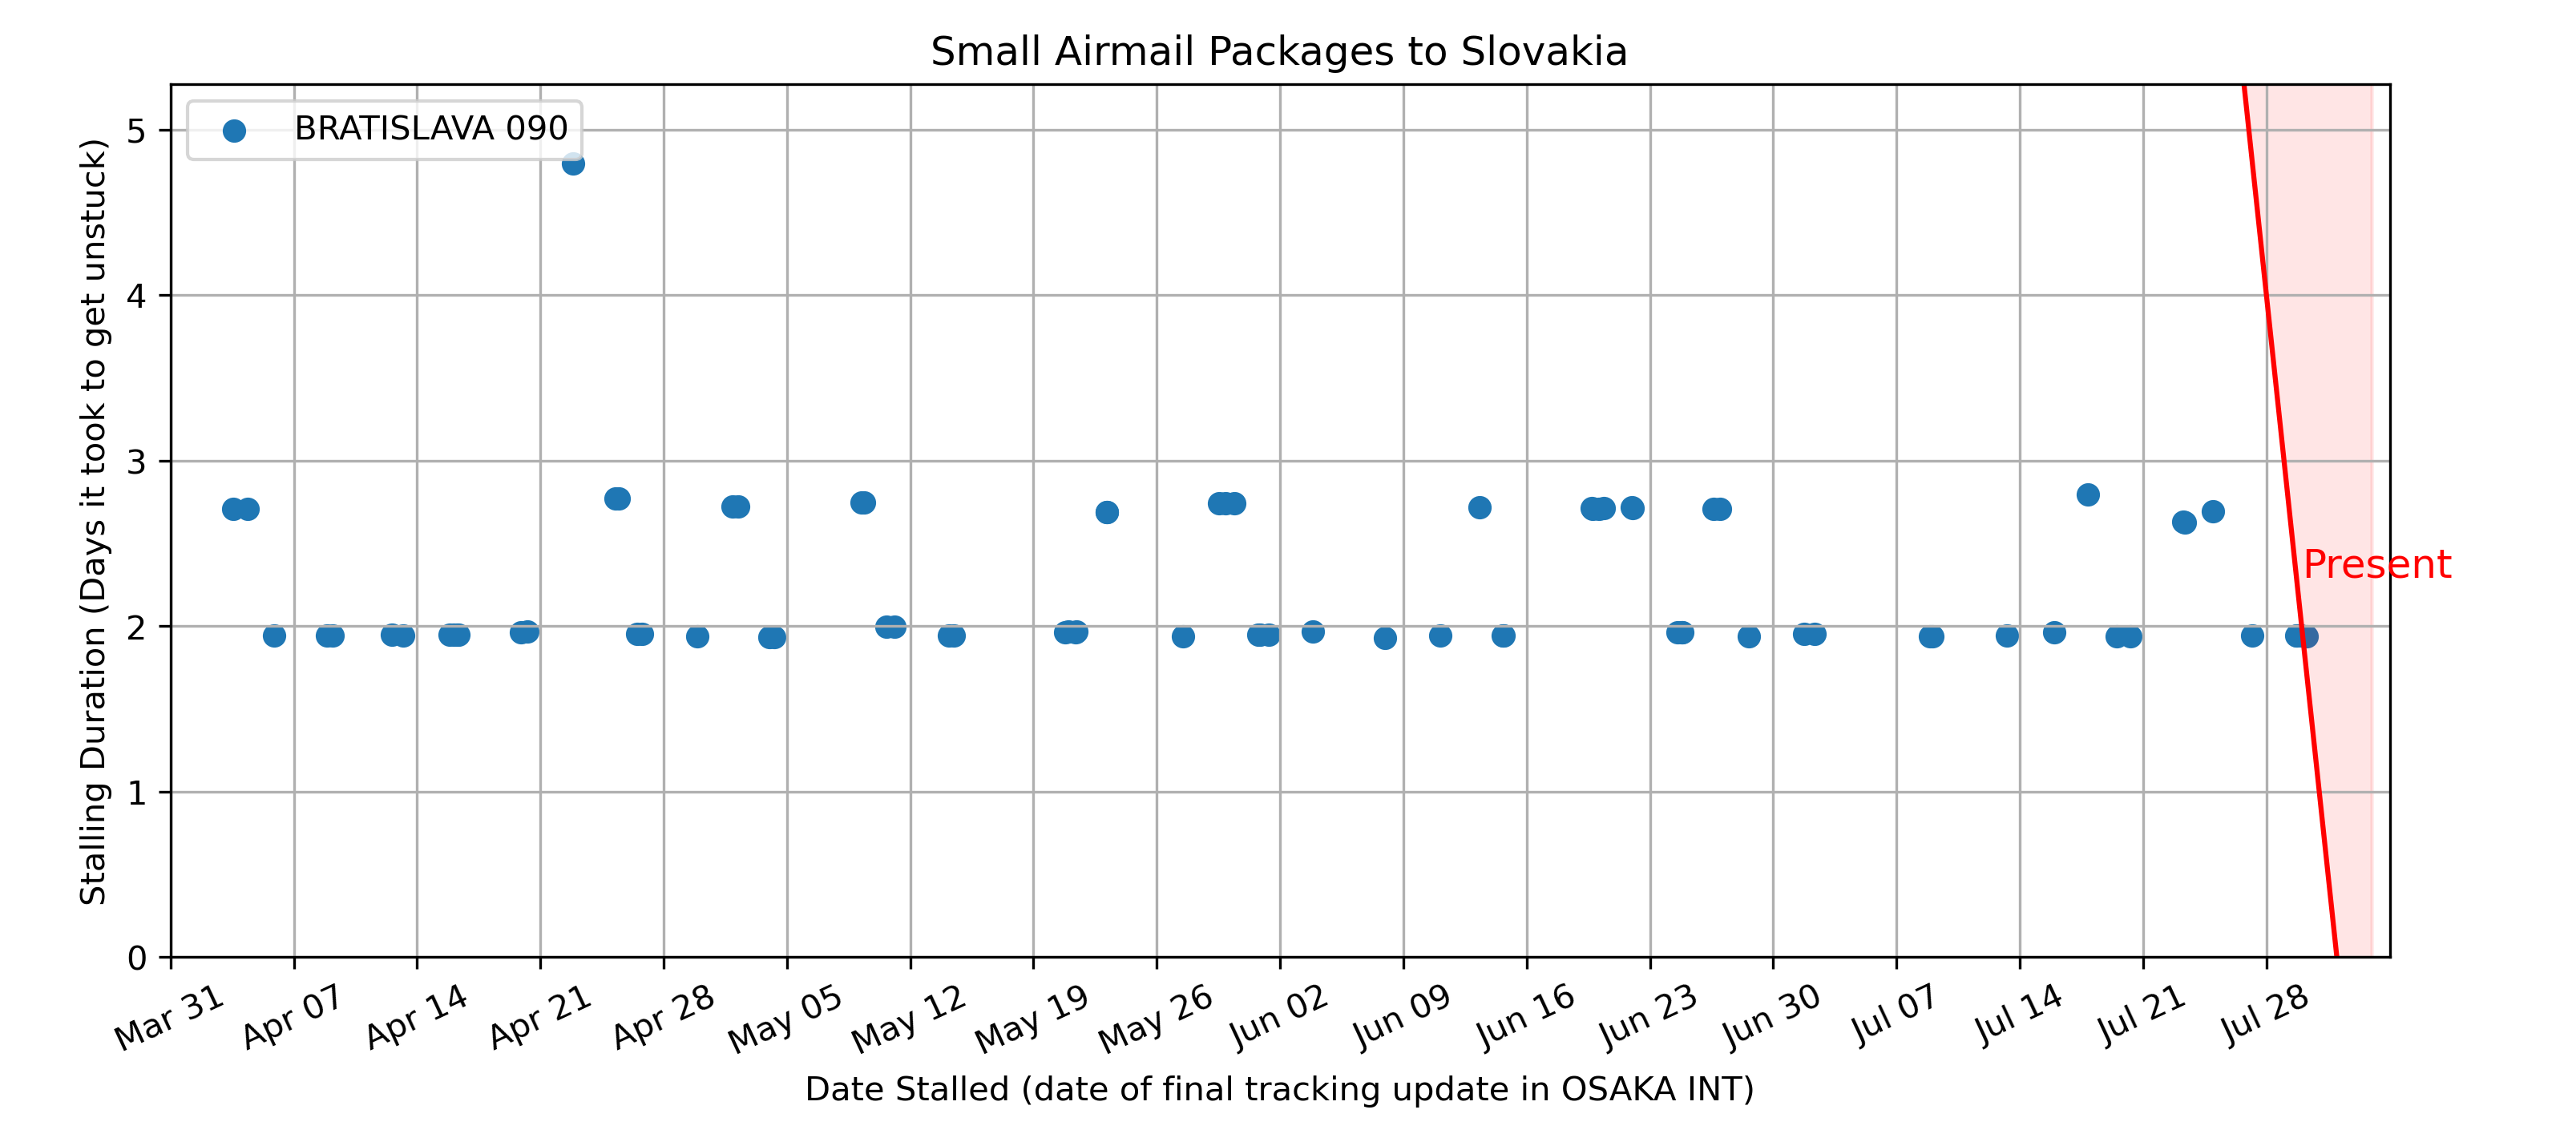 Small Airmail Packages to Slovakia
BRATISLAVA 090
Stalling Duration (Days it took to get unstuck)
5
4
3
2
1
0
Present
Mar 31
Apr 07
Apr 14
Apr 21
Apr 28
May 05
May 12
May 19
May 26
Jun 02
Jun 09
Jun 16
Jun 23
Jun 30
Jul 07
Jul 14
Jul 21
Jul 28
Date Stalled (date of final tracking update in OSAKA INT)